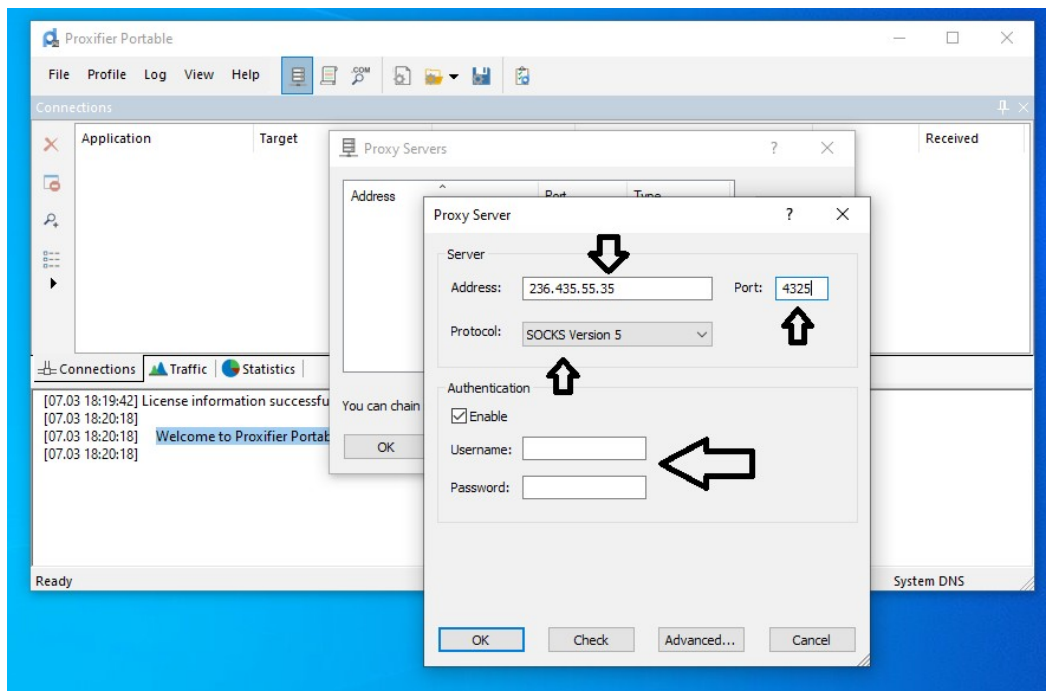 Proxifier Portable
File Profile Log View Help .COM
Connections
Application Target Received
Proxy Servers ?
Address Port Type
Proxy Server ?
Server
Address: 236.435.55.35 Port: 4325
Protocol: SOCKS Version 5
Connections Traffic Statistics
Authentication
[07.03 18:19:42] License information successfu
You can chain
Enable
[07.03 18:20:18]
[07.03 18:20:18] Welcome to Proxifier Portab
OK
Username:
[07.03 18:20:18]
Password:
Ready
System DNS
OK Check Advanced... Cancel